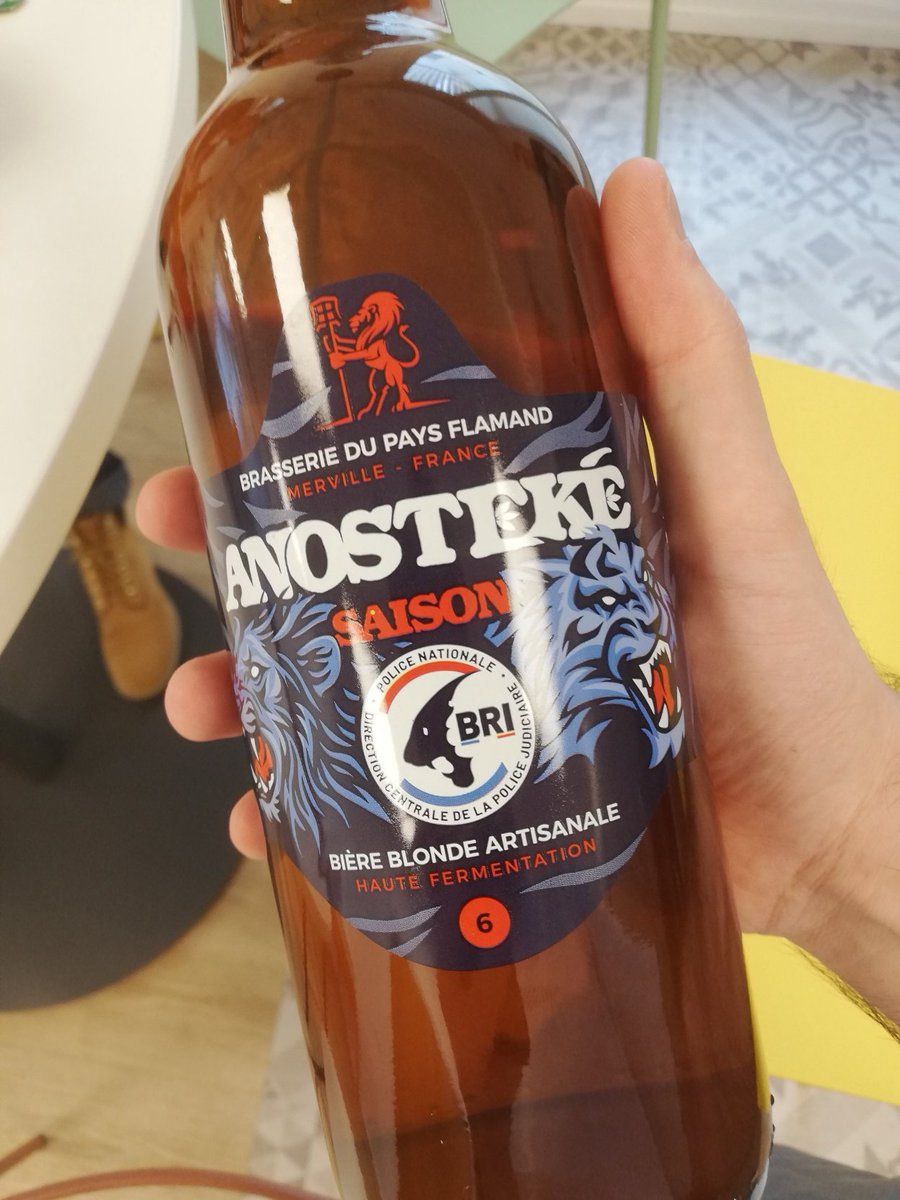 BRASSERIE DU PAYS FLAMAND
MERVILLE - FRANCE
ANOSTEKÉ
SAISON
POLICE NATIONALE
BRI
DIRECTION CENTRALE DE LA POLICE JUDICIAIRE
BIÈRE BLONDE ARTISANALE
HAUTE FERMENTATION
6